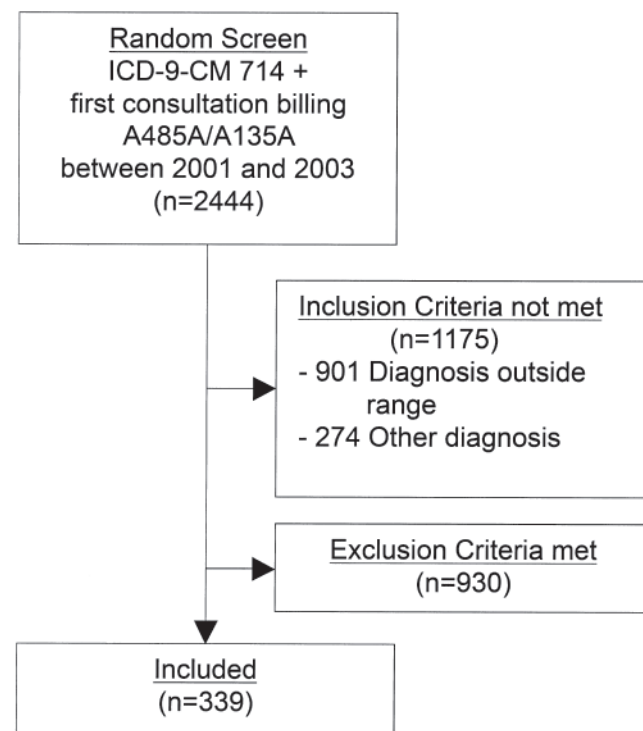 Random Screen
ICD-9-CM 714 +
first consultation billing
A485A/A135A
between 2001 and 2003
(n=2444)
Inclusion Criteria not met
(n=1175)
- 901 Diagnosis outside
range
- 274 Other diagnosis
Exclusion Criteria met
(n=930)
Included
(n=339)